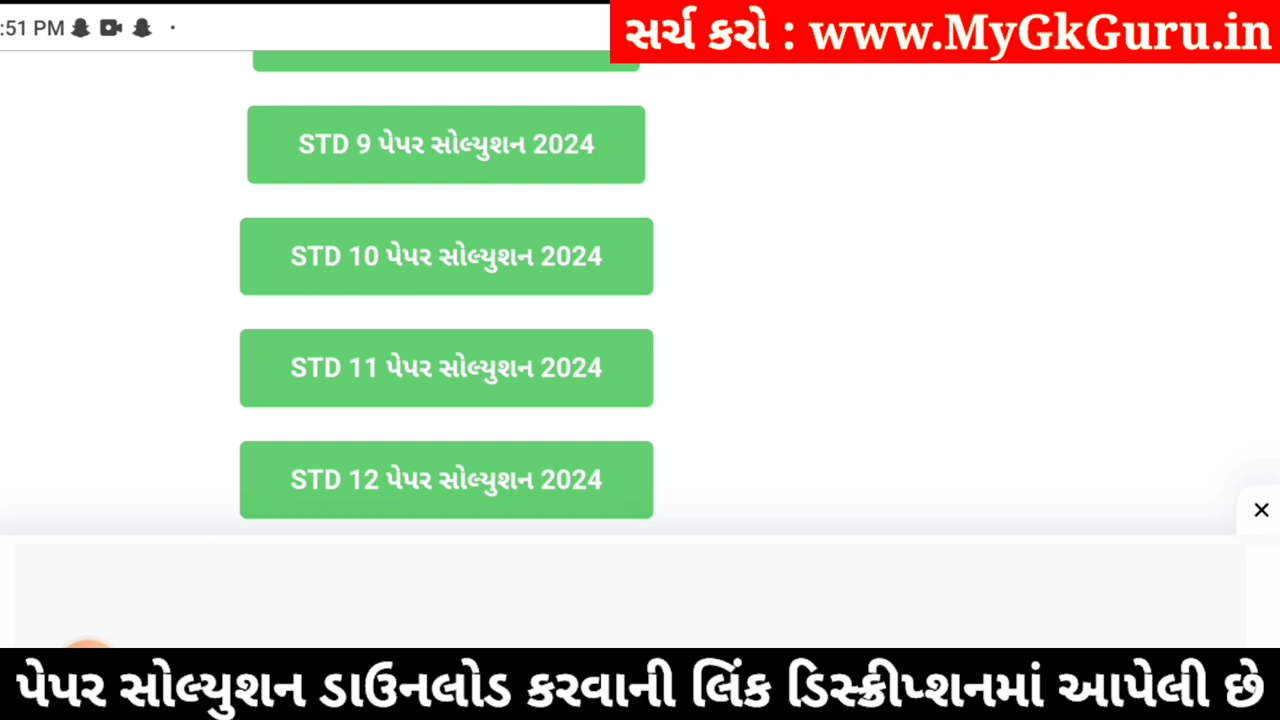 :51 PM
સર્ચ કરો : www.MyGkGuru.in
STD 9 પેપર સોલ્યુશન 2024
STD 10 પેપર સોલ્યુશન 2024
STD 11 પેપર સોલ્યુશન 2024
STD 12 પેપર સોલ્યુશન 2024
પેપર સોલ્યુશન ડાઉનલોડ કરવાની લિંક ડિસ્ક્રીપ્શનમાં આપેલી છે